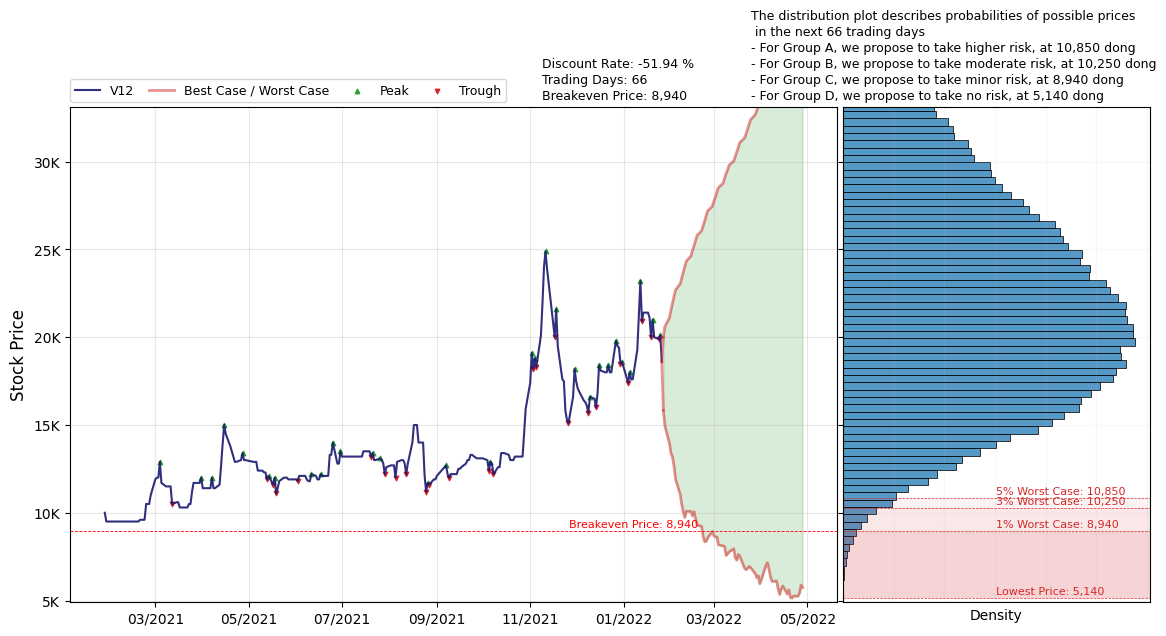 The distribution plot describes probabilities of possible prices
in the next 66 trading days
- For Group A, we propose to take higher risk, at 10,850 dong
- For Group B, we propose to take moderate risk, at 10,250 dong
- For Group C, we propose to take minor risk, at 8,940 dong
- For Group D, we propose to take no risk, at 5,140 dong
Discount Rate: -51.94 %
Trading Days: 66
Breakeven Price: 8,940
V12
Best Case / Worst Case
Peak
Trough
Stock Price
30K
25K
20K
15K
10K
5K
Breakeven Price: 8,940
5% Worst Case: 10,850
3% Worst Case: 10,250
1% Worst Case: 8,940
Lowest Price: 5,140
03/2021
05/2021
07/2021
09/2021
11/2021
01/2022
03/2022
05/2022
Density